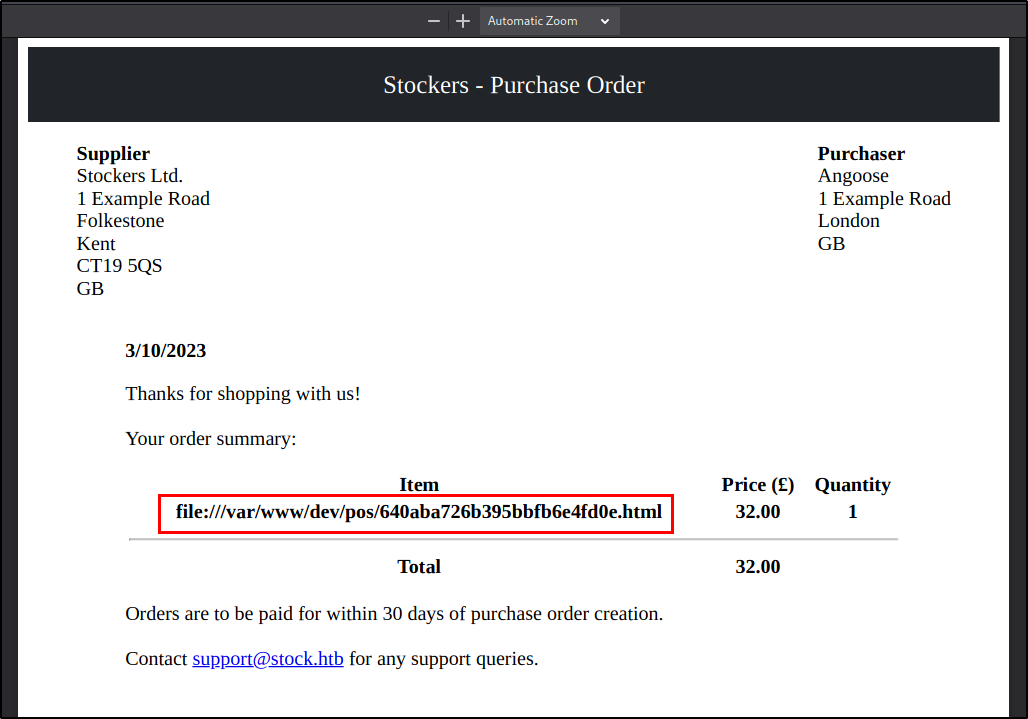 Automatic Zoom
Stockers - Purchase Order
Supplier
Stockers Ltd.
1 Example Road
Folkestone
Kent
CT19 5QS
GB
Purchaser
Angoose
1 Example Road
London
GB
3/10/2023
Thanks for shopping with us!
Your order summary:
Item Price (£) Quantity
file:///var/www/dev/pos/640aba726b395bbfb6e4fd0e.html 32.00 1
Total 32.00
Orders are to be paid for within 30 days of purchase order creation.
Contact support@stock.htb for any support queries.